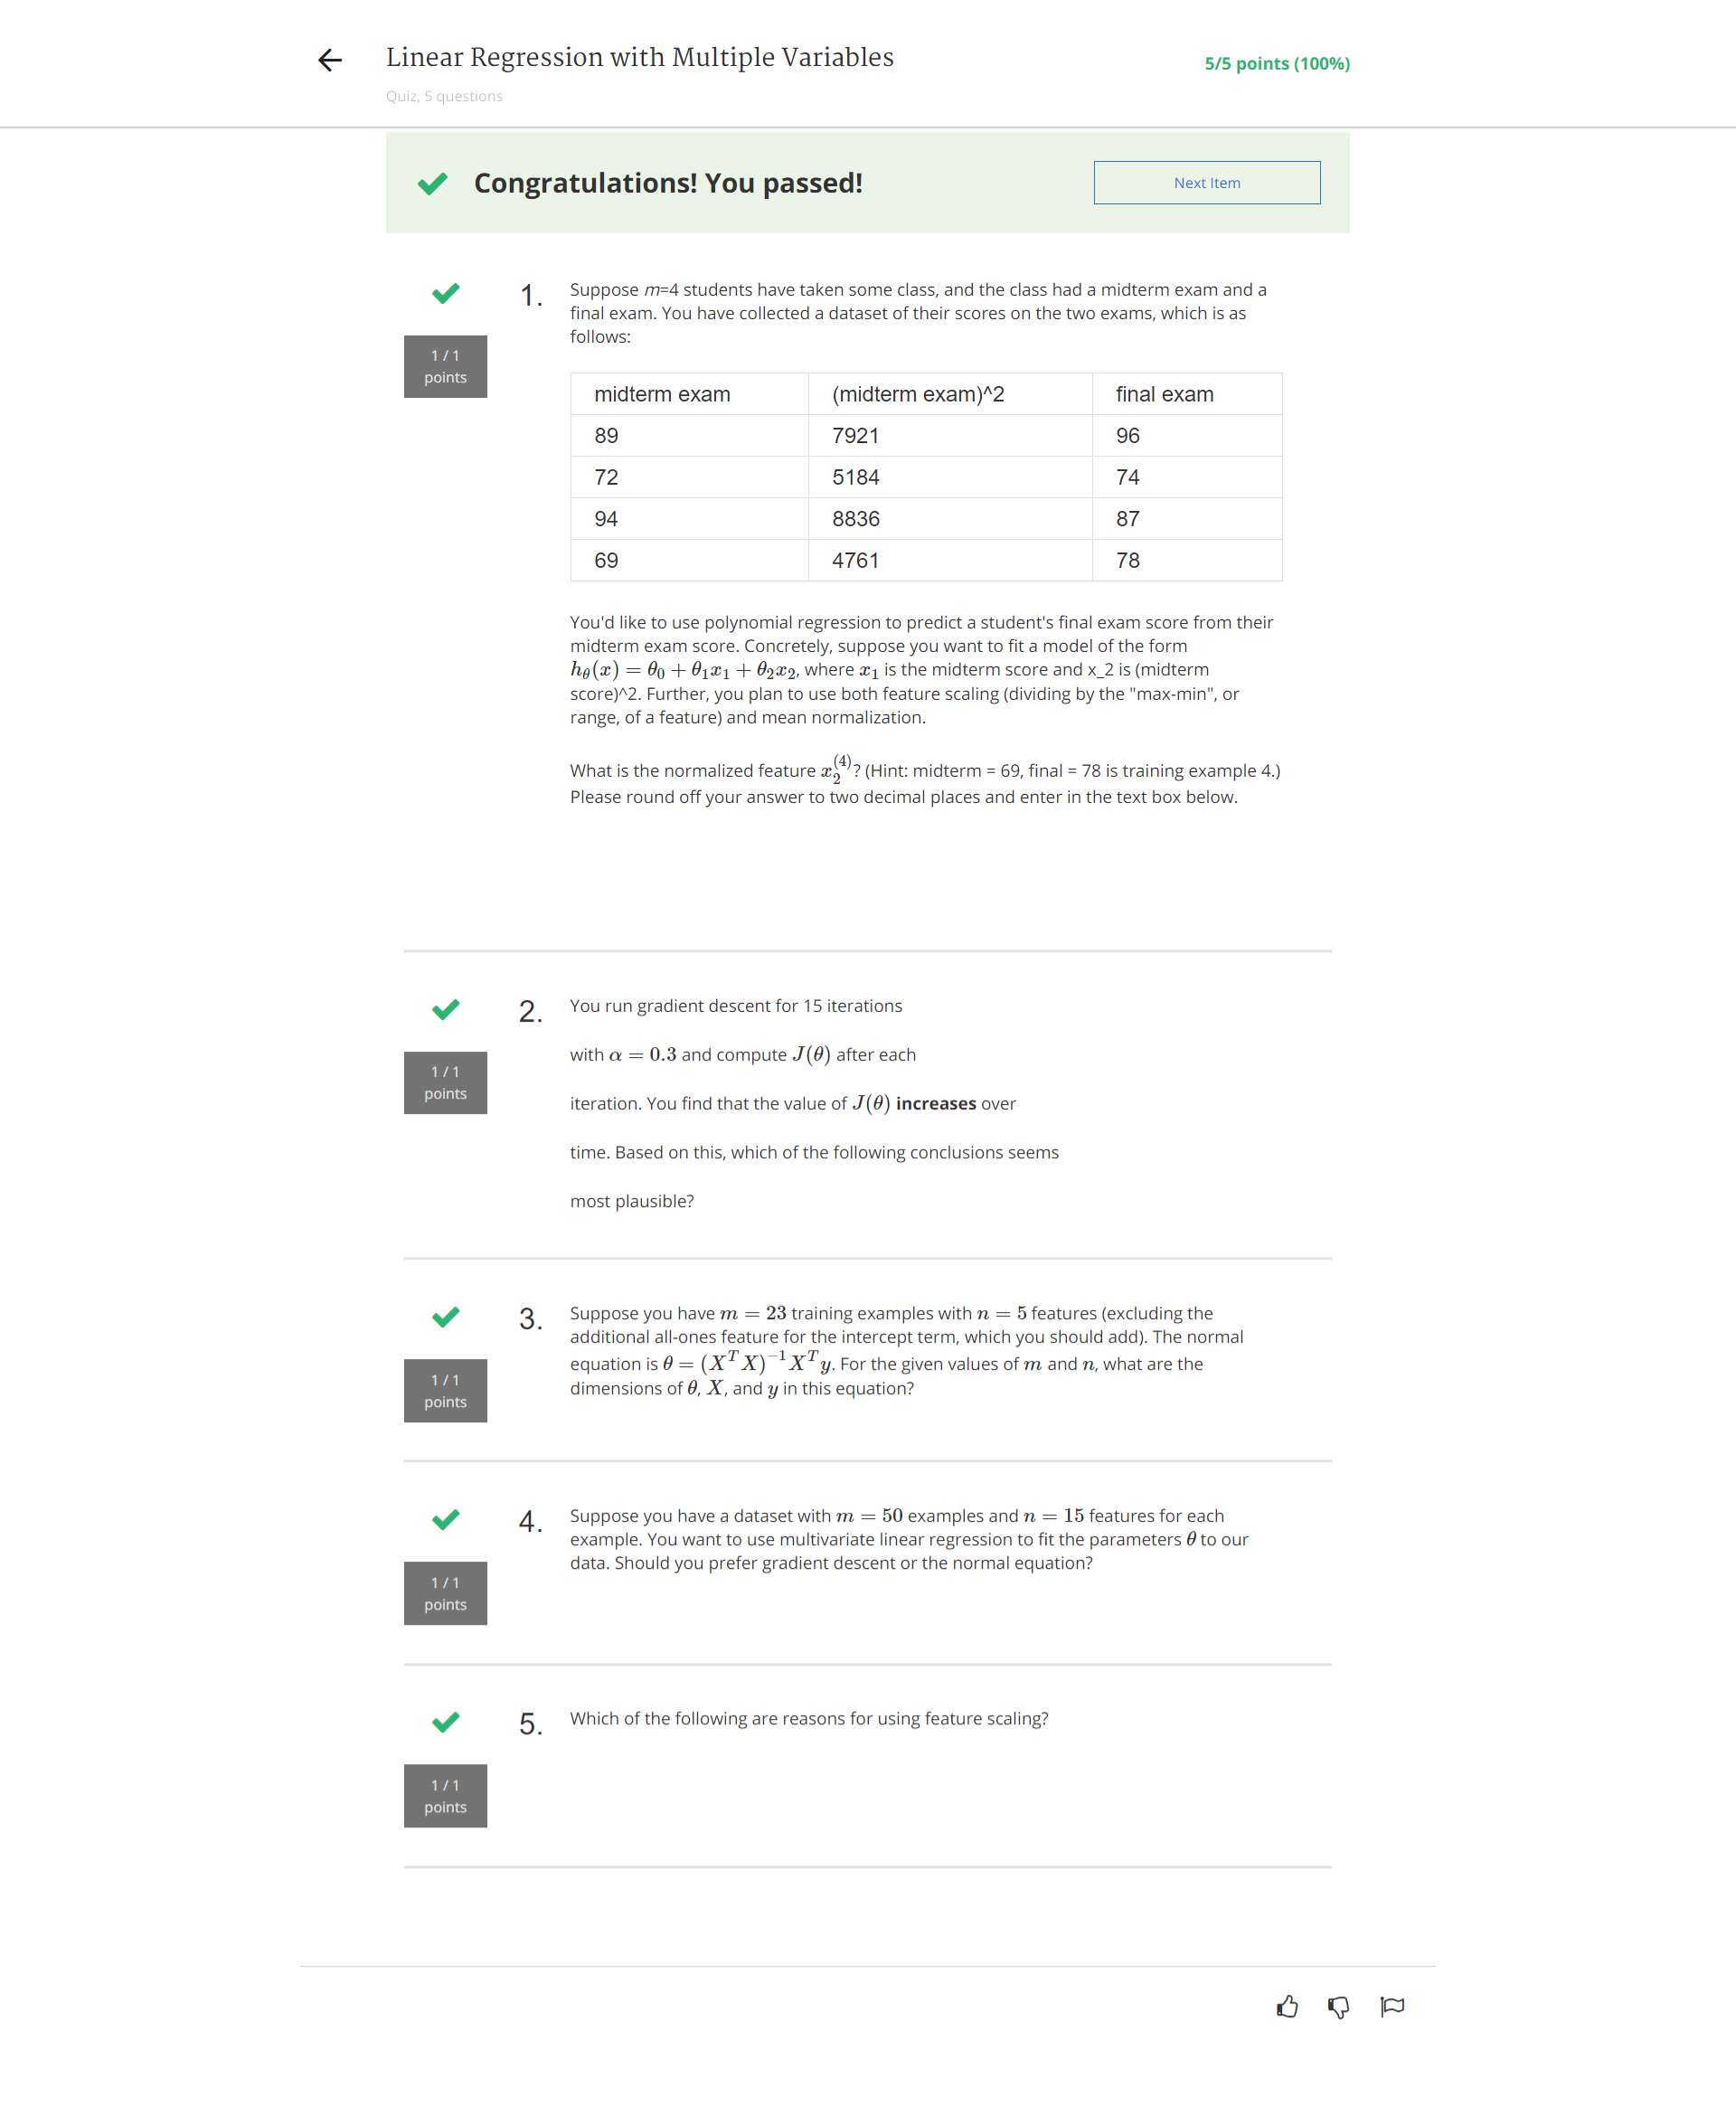 Linear Regression with Multiple Variables
5/5 points (100%)
Quiz, 5 questions
Congratulations! You passed!
Next Item
1 / 1
points
1.
Suppose m=4 students have taken some class, and the class had a midterm exam and a
final exam. You have collected a dataset of their scores on the two exams, which is as
follows:
midterm exam (midterm exam)^2 final exam
89 7921 96
72 5184 74
94 8836 87
69 4761 78
You'd like to use polynomial regression to predict a student's final exam score from their
midterm exam score. Concretely, suppose you want to fit a model of the form
$h_\theta(x) = \theta_0 + \theta_1 x_1 + \theta_2 x_2$, where $x_1$ is the midterm score and x_2 is (midterm
score)^2. Further, you plan to use both feature scaling (dividing by the "max-min", or
range, of a feature) and mean normalization.
What is the normalized feature $x_2^{(4)}$? (Hint: midterm = 69, final = 78 is training example 4.)
Please round off your answer to two decimal places and enter in the text box below.
1 / 1
points
2.
You run gradient descent for 15 iterations
with $\alpha = 0.3$ and compute $J(\theta)$ after each
iteration. You find that the value of $J(\theta)$ increases over
time. Based on this, which of the following conclusions seems
most plausible?
1 / 1
points
3.
Suppose you have $m = 23$ training examples with $n = 5$ features (excluding the
additional all-ones feature for the intercept term, which you should add). The normal
equation is $\theta = (X^T X)^{-1} X^T y$. For the given values of $m$ and $n$, what are the
dimensions of $\theta$, $X$, and $y$ in this equation?
1 / 1
points
4.
Suppose you have a dataset with $m = 50$ examples and $n = 15$ features for each
example. You want to use multivariate linear regression to fit the parameters $\theta$ to our
data. Should you prefer gradient descent or the normal equation?
1 / 1
points
5.
Which of the following are reasons for using feature scaling?